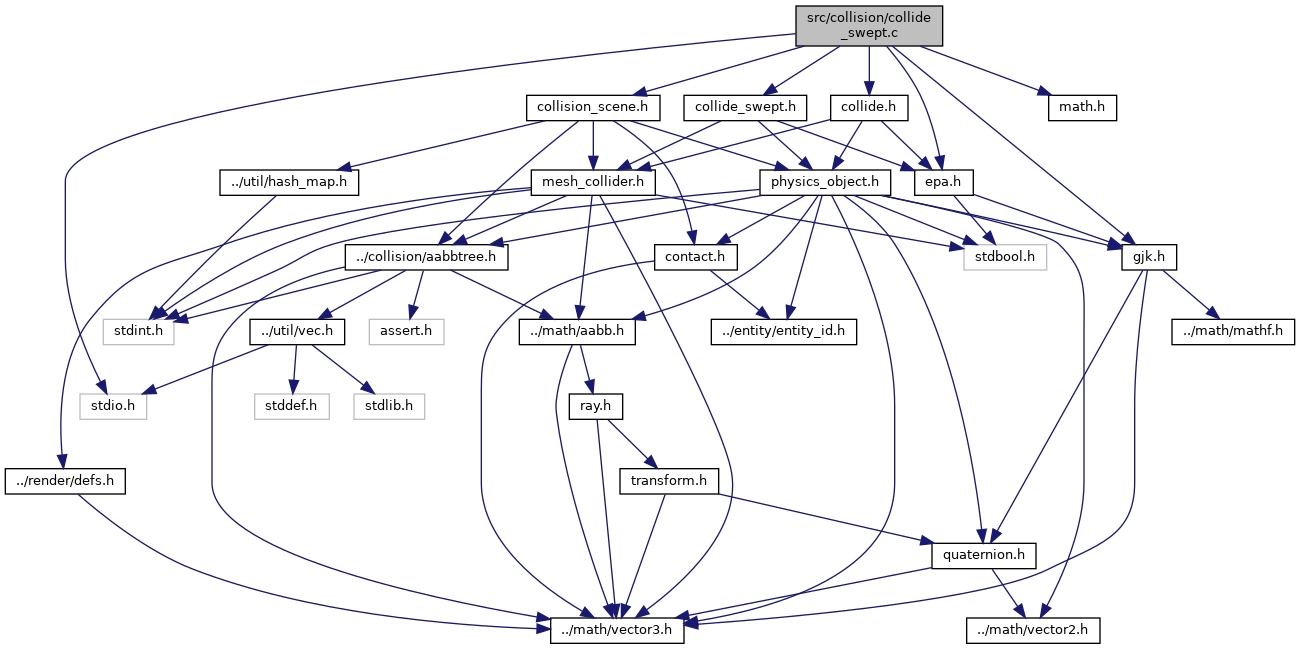 src/collision/collide
_swept.c
collision_scene.h
collide_swept.h
collide.h
math.h
../util/hash_map.h
mesh_collider.h
physics_object.h
epa.h
../collision/aabbtree.h
contact.h
stdbool.h
gjk.h
stdint.h
../util/vec.h
assert.h
../math/aabb.h
../entity/entity_id.h
../math/mathf.h
stdio.h
stddef.h
stdlib.h
ray.h
../render/defs.h
transform.h
quaternion.h
../math/vector3.h
../math/vector2.h